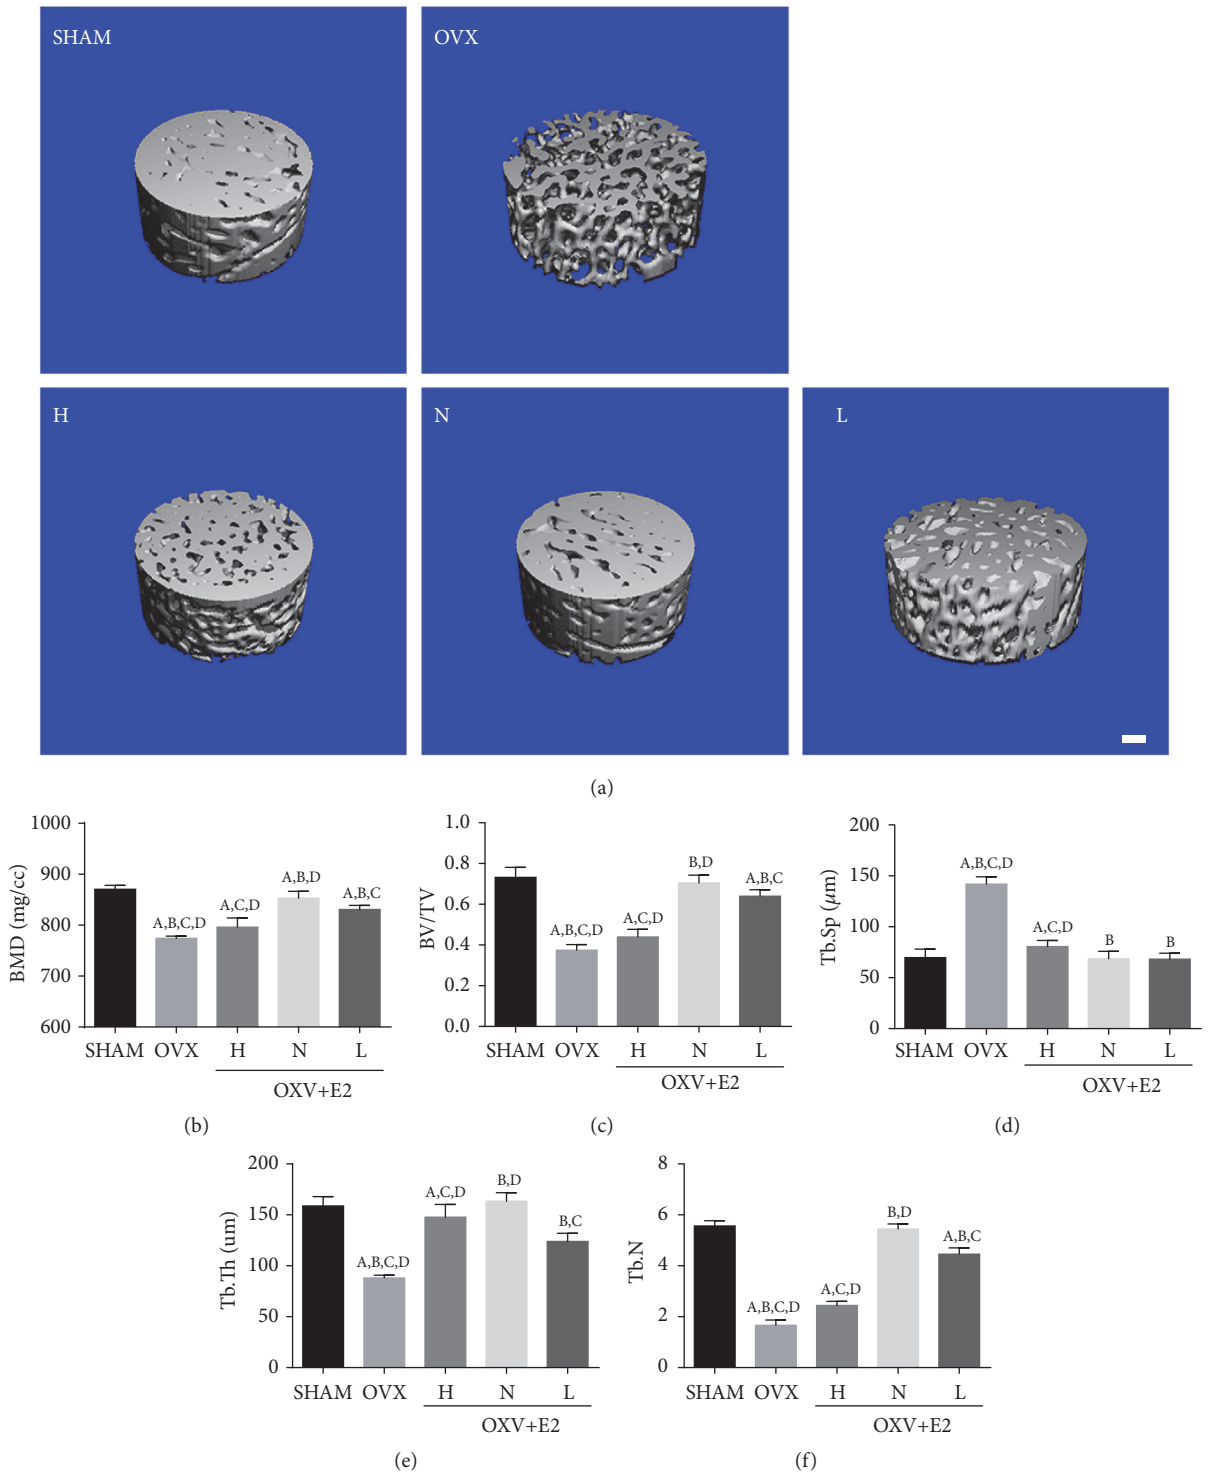 SHAM
OVX
H
N
L
(a)
BMD (mg/cc)
1000
900
800
700
600
A,B,C,D
A,C,D
A,B,D
A,B,C
SHAM OVX H N L
OXV+E2
(b)
BV/TV
1.0
0.8
0.6
0.4
0.2
0.0
A,B,C,D
A,C,D
B,D
A,B,C
SHAM OVX H N L
OXV+E2
(c)
Tb.Sp (μm)
200
150
100
50
0
A,B,C,D
A,C,D
B
B
SHAM OVX H N L
OXV+E2
(d)
Tb.Th (um)
200
150
100
50
0
A,B,C,D
A,C,D
B,D
B,C
SHAM OVX H N L
OXV+E2
(e)
Tb.N
8
6
4
2
0
A,B,C,D
A,C,D
B,D
A,B,C
SHAM OVX H N L
OXV+E2
(f)